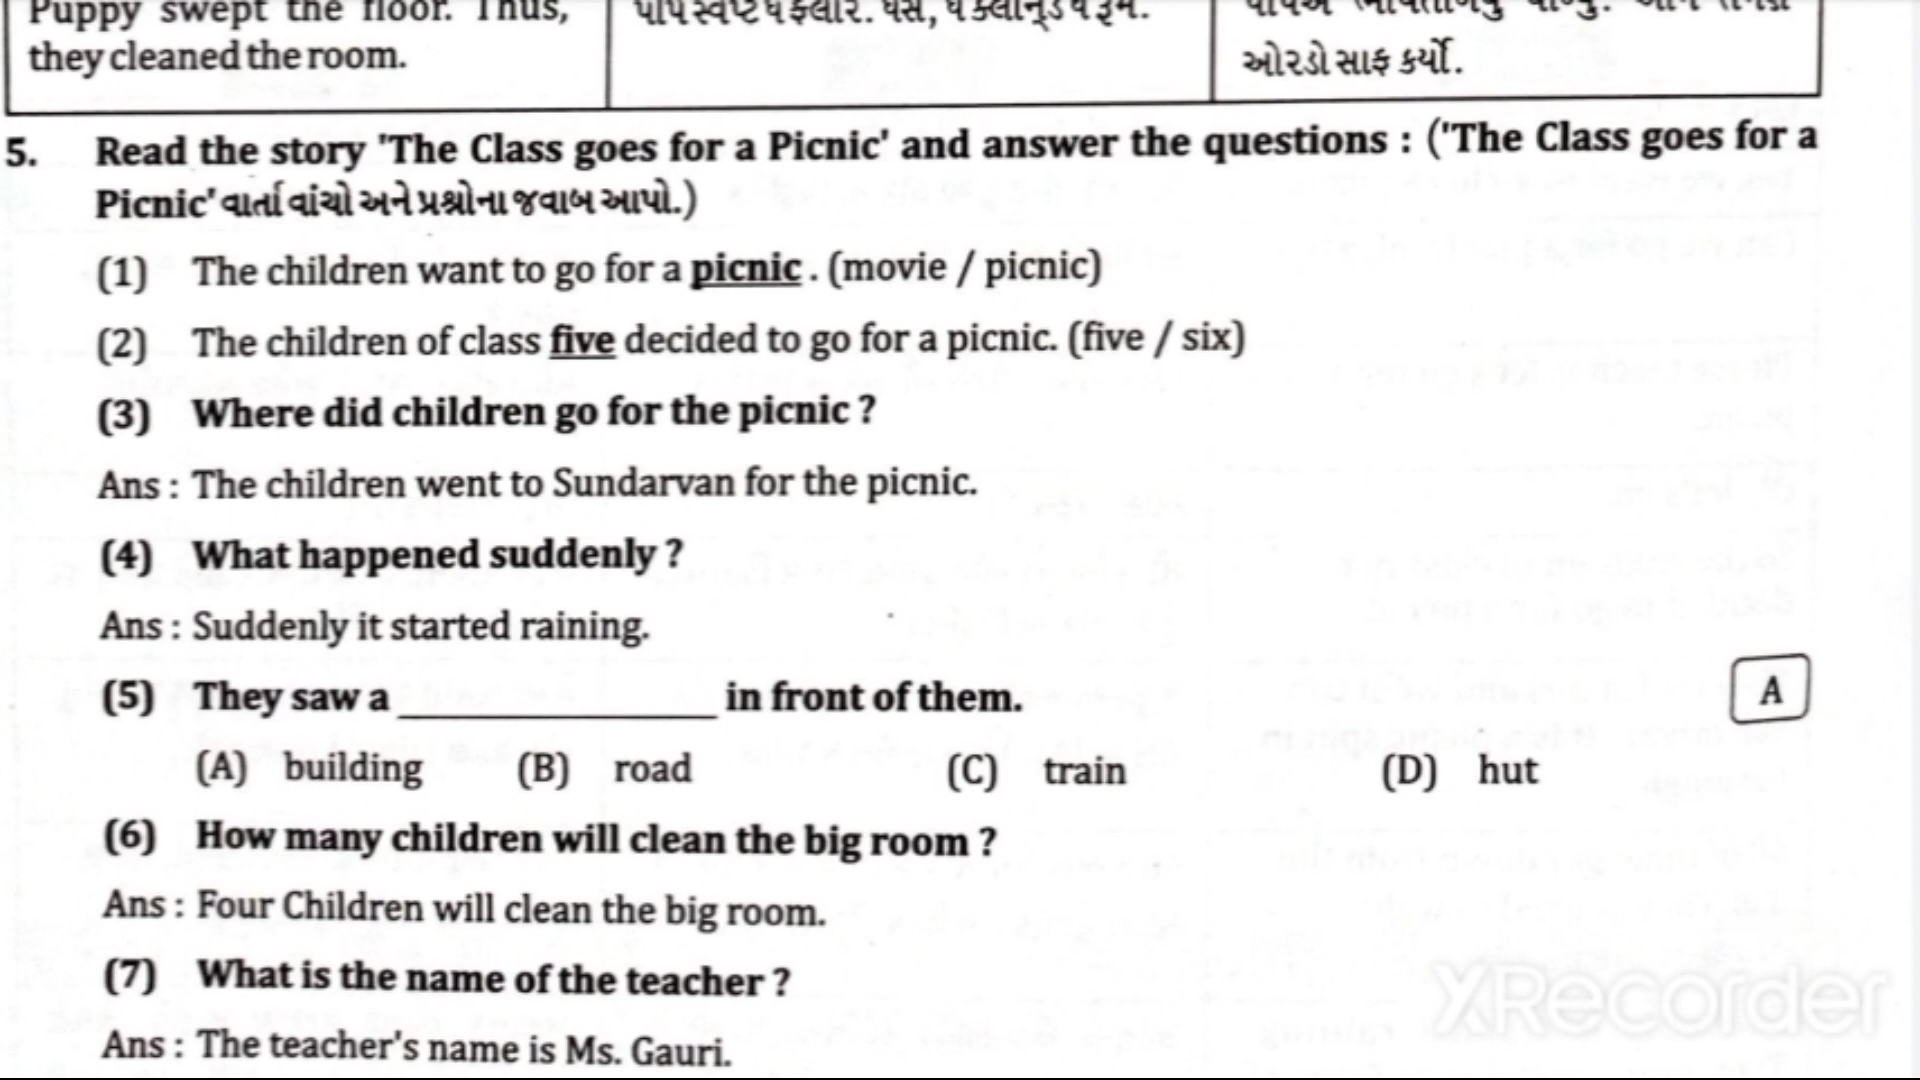 Puppy swept the floor. Thus,
they cleaned the room.
ઓરડો સાફ કર્યો.
5. Read the story 'The Class goes for a Picnic' and answer the questions : ('The Class goes for a
Picnic' વાર્તા વાંચો અને પ્રશ્નોના જવાબ આપો.)
(1) The children want to go for a picnic . (movie / picnic)
(2) The children of class five decided to go for a picnic. (five / six)
(3) Where did children go for the picnic ?
Ans : The children went to Sundarvan for the picnic.
(4) What happened suddenly ?
Ans : Suddenly it started raining.
(5) They saw a ______________ in front of them. A
(A) building (B) road (C) train (D) hut
(6) How many children will clean the big room ?
Ans : Four Children will clean the big room.
(7) What is the name of the teacher ?
Ans : The teacher's name is Ms. Gauri.
XRecorder